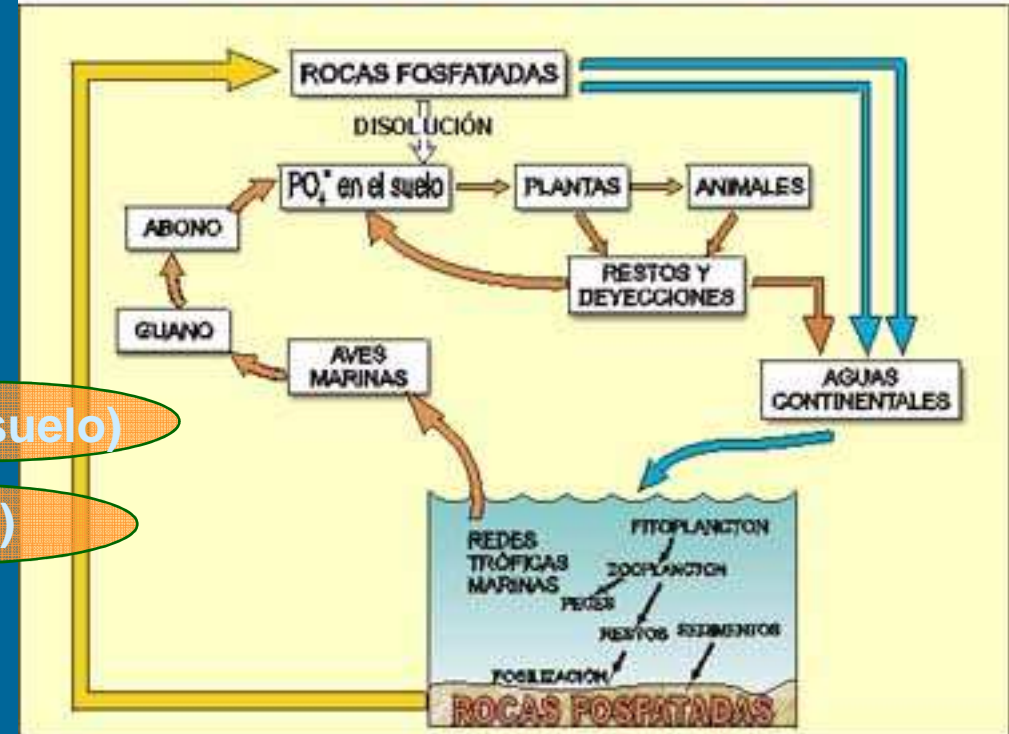 ROCAS FOSFATADAS
DISOLUCIÓN
PO₄⁼ en el suelo
PLANTAS
ANIMALES
ABONO
RESTOS Y
DEYECCIONES
GUANO
AVES
MARINAS
AGUAS
CONTINENTALES
suelo)
)
REDES
TRÓFICAS
MARINAS
FITOPLANCTON
ZOOPLANCTON
PECES
RESTOS
SEDIMENTOS
FOSILIZACIÓN
ROCAS FOSFATADAS